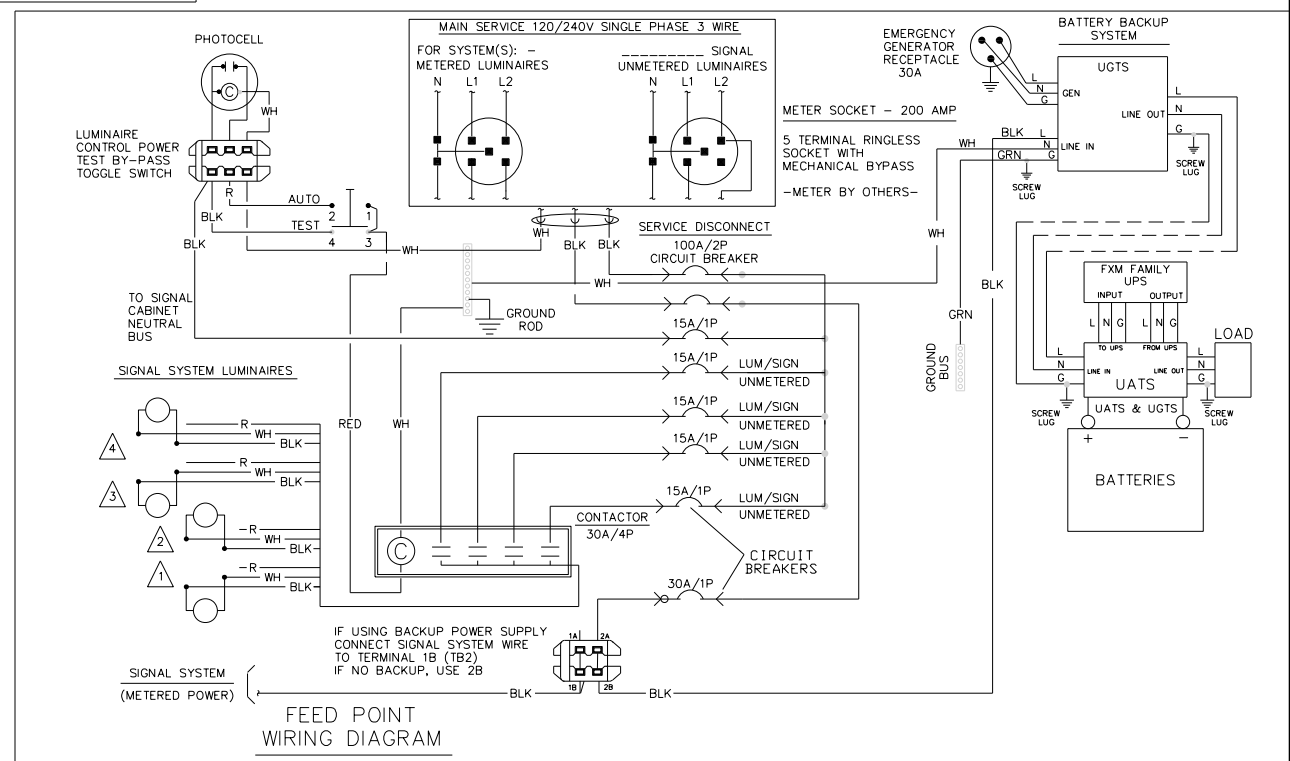 MAIN SERVICE 120/240V SINGLE PHASE 3 WIRE
FOR SYSTEM(S): -
METERED LUMINAIRES
N L1 L2
_________ SIGNAL
UNMETERED LUMINAIRES
N L1 L2
PHOTOCELL
C
WH
LUMINAIRE
CONTROL POWER
TEST BY-PASS
TOGGLE SWITCH
R
BLK
BLK
AUTO
TEST
2 1
4 3
WH
METER SOCKET - 200 AMP
5 TERMINAL RINGLESS
SOCKET WITH
MECHANICAL BYPASS
-METER BY OTHERS-
EMERGENCY
GENERATOR
RECEPTACLE
30A
BATTERY BACKUP
SYSTEM
UGTS
L
N
G
GEN
LINE OUT
L
N
G
BLK L
WH N
GRN G
LINE IN
SCREW
LUG
SCREW
LUG
WH
BLK
BLK
SERVICE DISCONNECT
100A/2P
CIRCUIT BREAKER
WH
WH
BLK
GRN
GROUND
BUS
GROUND
ROD
TO SIGNAL
CABINET
NEUTRAL
BUS
15A/1P
15A/1P
LUM/SIGN
UNMETERED
15A/1P
LUM/SIGN
UNMETERED
15A/1P
LUM/SIGN
UNMETERED
15A/1P
LUM/SIGN
UNMETERED
FXM FAMILY
UPS
INPUT OUTPUT
L N G L N G
TO UPS FROM UPS
L
N
G
LINE IN LINE OUT
UATS
L
N
G
LOAD
SCREW
LUG
UATS & UGTS
SCREW
LUG
+ -
BATTERIES
SIGNAL SYSTEM LUMINAIRES
R
WH
BLK
4
R
WH
BLK
3
-R
WH
BLK
2
-R
WH
BLK
1
RED
WH
C
CONTACTOR
30A/4P
CIRCUIT
BREAKERS
30A/1P
IF USING BACKUP POWER SUPPLY
CONNECT SIGNAL SYSTEM WIRE
TO TERMINAL 1B (TB2)
IF NO BACKUP, USE 2B
1A 2A
1B 2B
SIGNAL SYSTEM
(METERED POWER)
BLK
BLK
FEED POINT
WIRING DIAGRAM